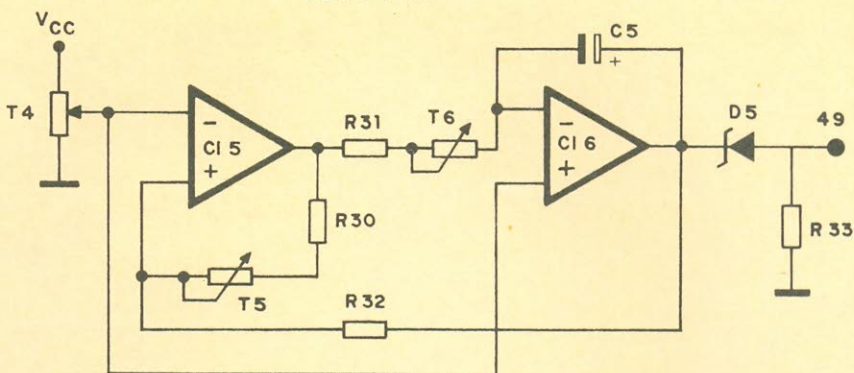 VCC
T4
−
CI 5
+
R31
T6
C5
+
−
CI 6
+
D5
49
R30
R33
T5
R32